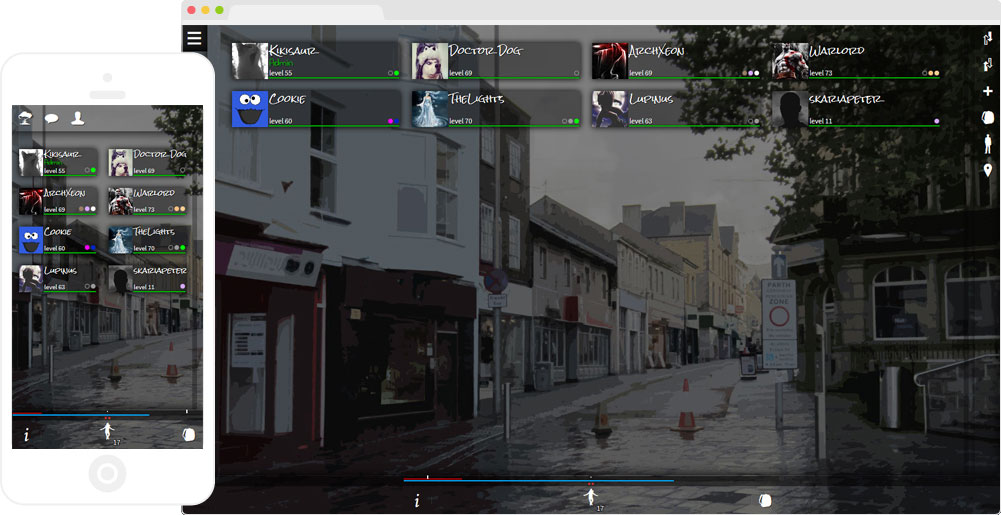 Kikisaur
Admin
level 55
Doctor Dog
level 69
ArchXeon
level 69
Warlord
level 73
Cookie
level 60
TheLights
level 70
Lupinus
level 63
skariapeter
level 11
PARTH
ZONE
i
17
Kikisaur
Admin
level 55
Doctor Dog
level 69
ArchXeon
level 69
Warlord
level 73
Cookie
level 60
TheLights
level 70
Lupinus
level 63
skariapeter
level 11
i
17